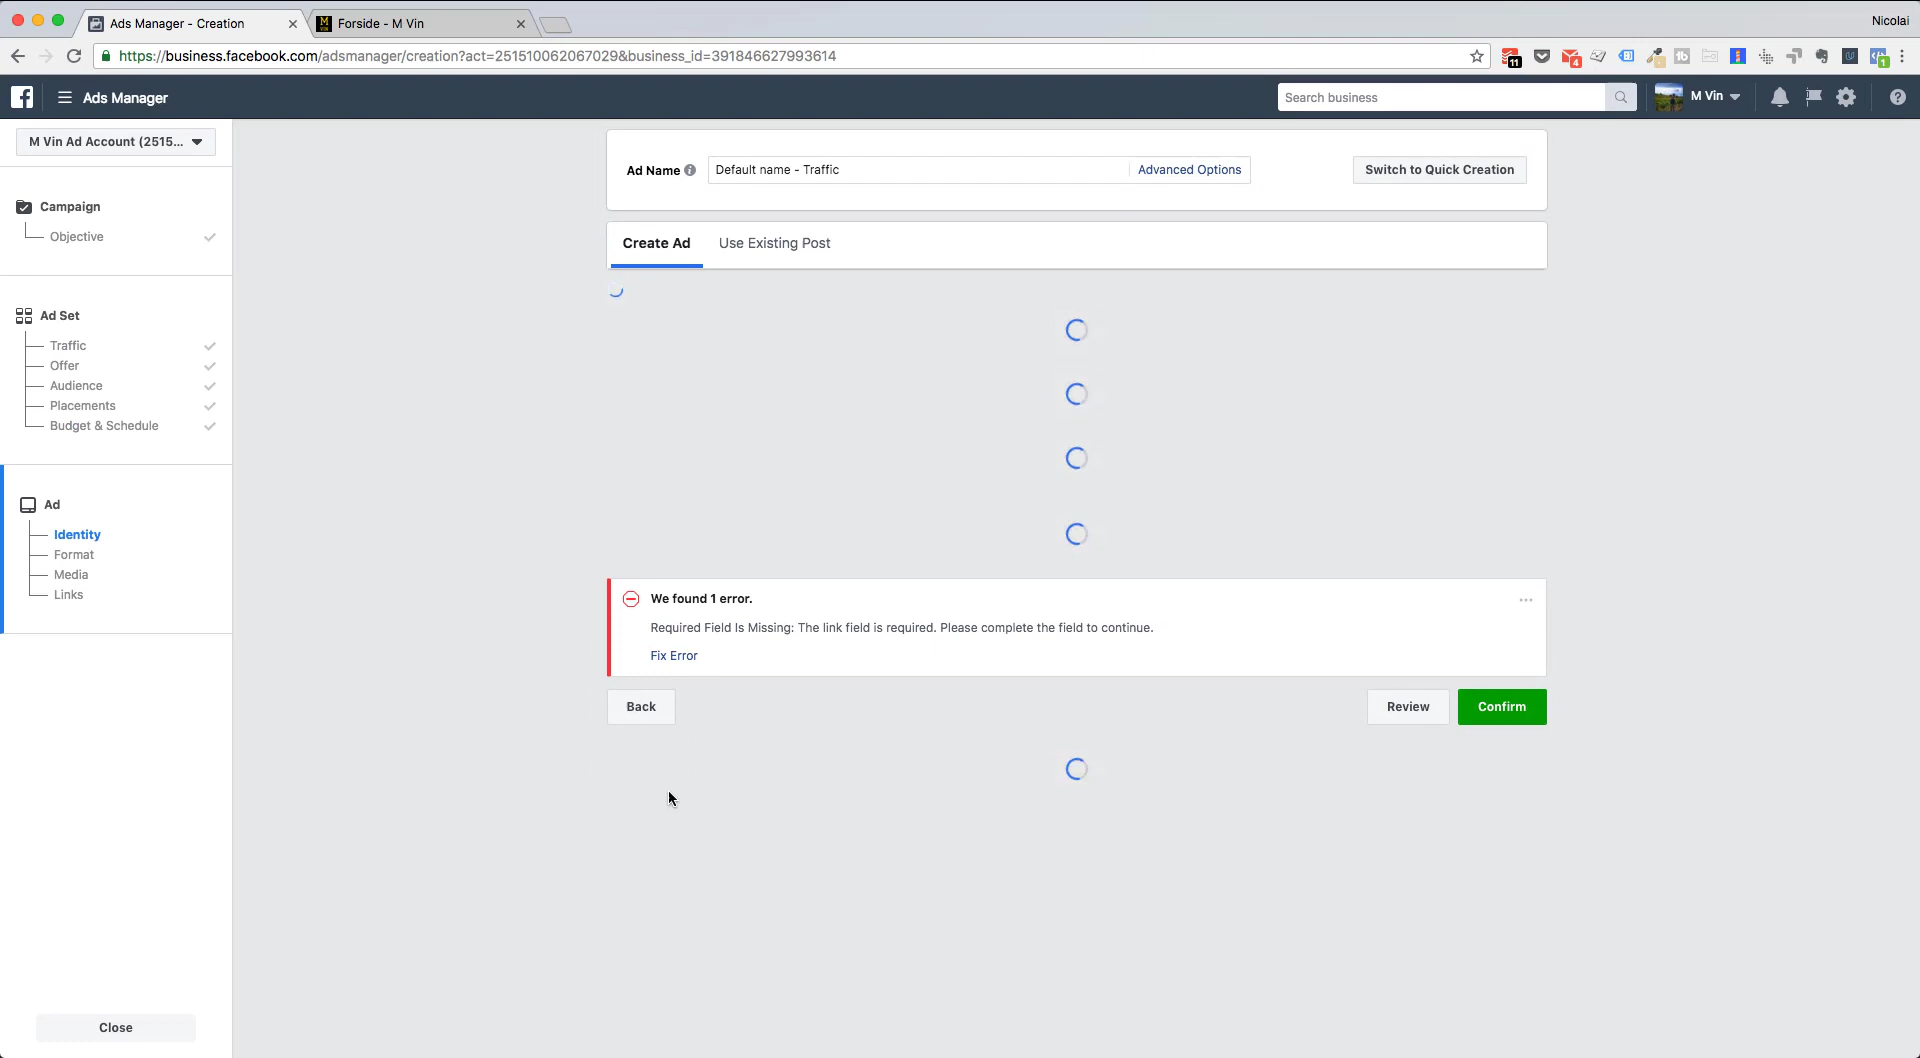 Ads Manager - Creation
Forside - M Vin
Nicolai
https://business.facebook.com/adsmanager/creation?act=251510062067029&business_id=391846627993614
11
4
1
Ads Manager
Search business
M Vin
M Vin Ad Account (2515...
Ad Name
Default name - Traffic
Advanced Options
Switch to Quick Creation
Campaign
Objective
Create Ad
Use Existing Post
Ad Set
Traffic
Offer
Audience
Placements
Budget & Schedule
Ad
Identity
Format
Media
Links
We found 1 error.
Required Field Is Missing: The link field is required. Please complete the field to continue.
Fix Error
Back
Review
Confirm
Close